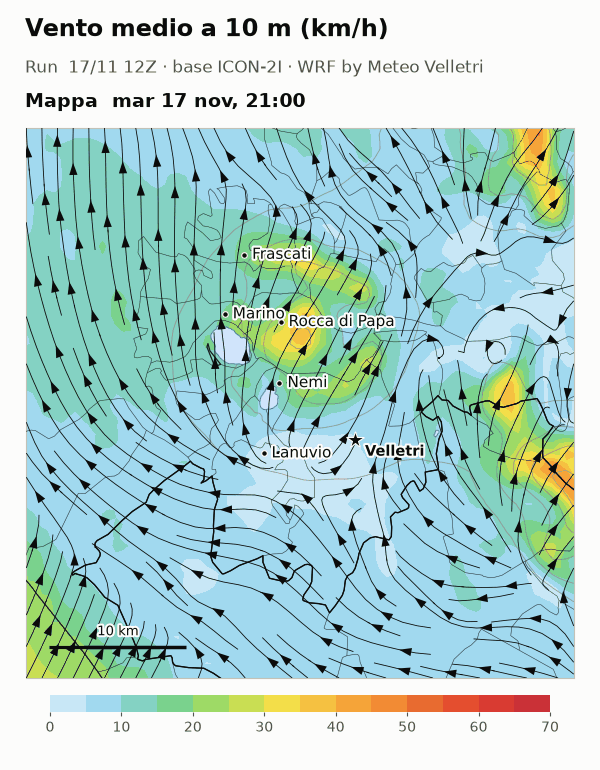 Vento medio a 10 m (km/h)
Run  17/11 12Z · base ICON-2I · WRF by Meteo Velletri
Mappa  mar 17 nov, 21:00
Frascati
Marino
Rocca di Papa
Nemi
Lanuvio
Velletri
10 km
0 10 20 30 40 50 60 70